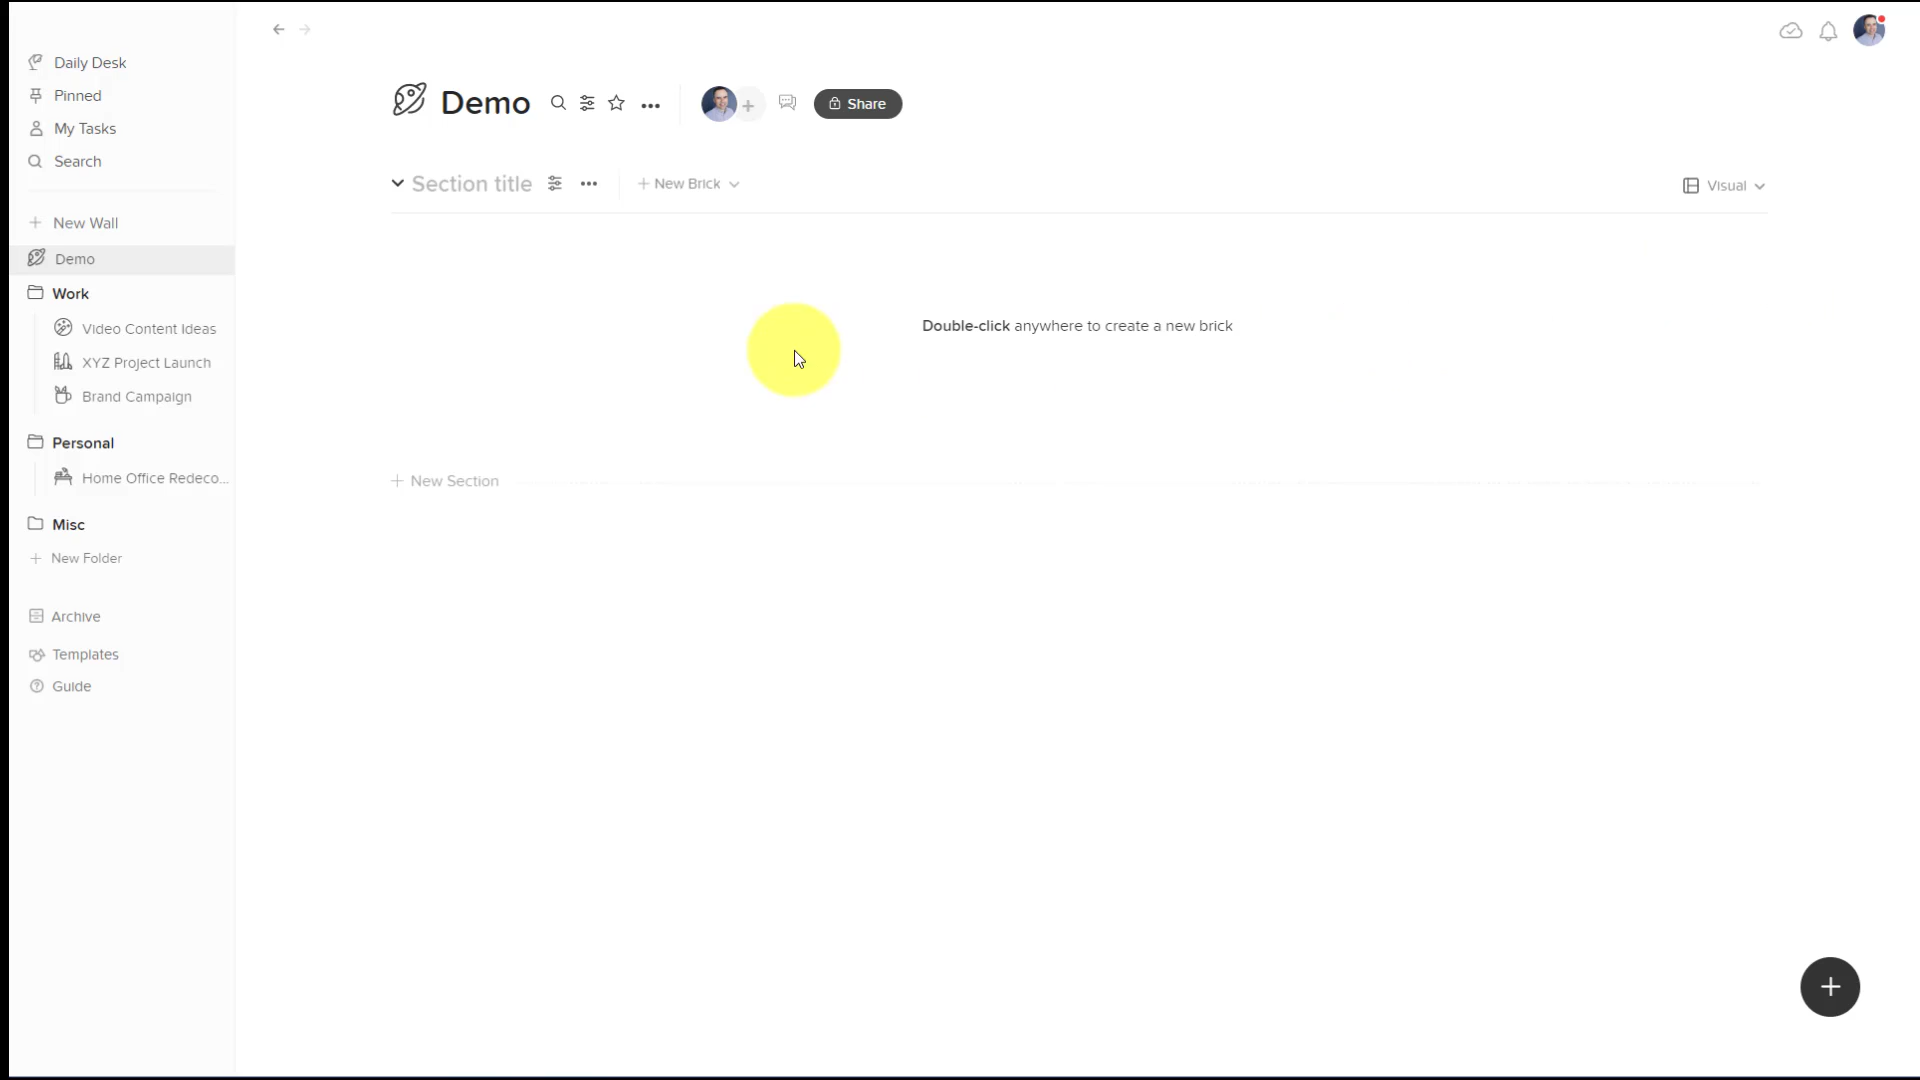 Daily Desk
Pinned
My Tasks
Search
New Wall
Demo
Work
Video Content Ideas
XYZ Project Launch
Brand Campaign
Personal
Home Office Redeco...
Misc
New Folder
Archive
Templates
Guide
Demo
Share
Section title
New Brick
Visual
Double-click anywhere to create a new brick
New Section